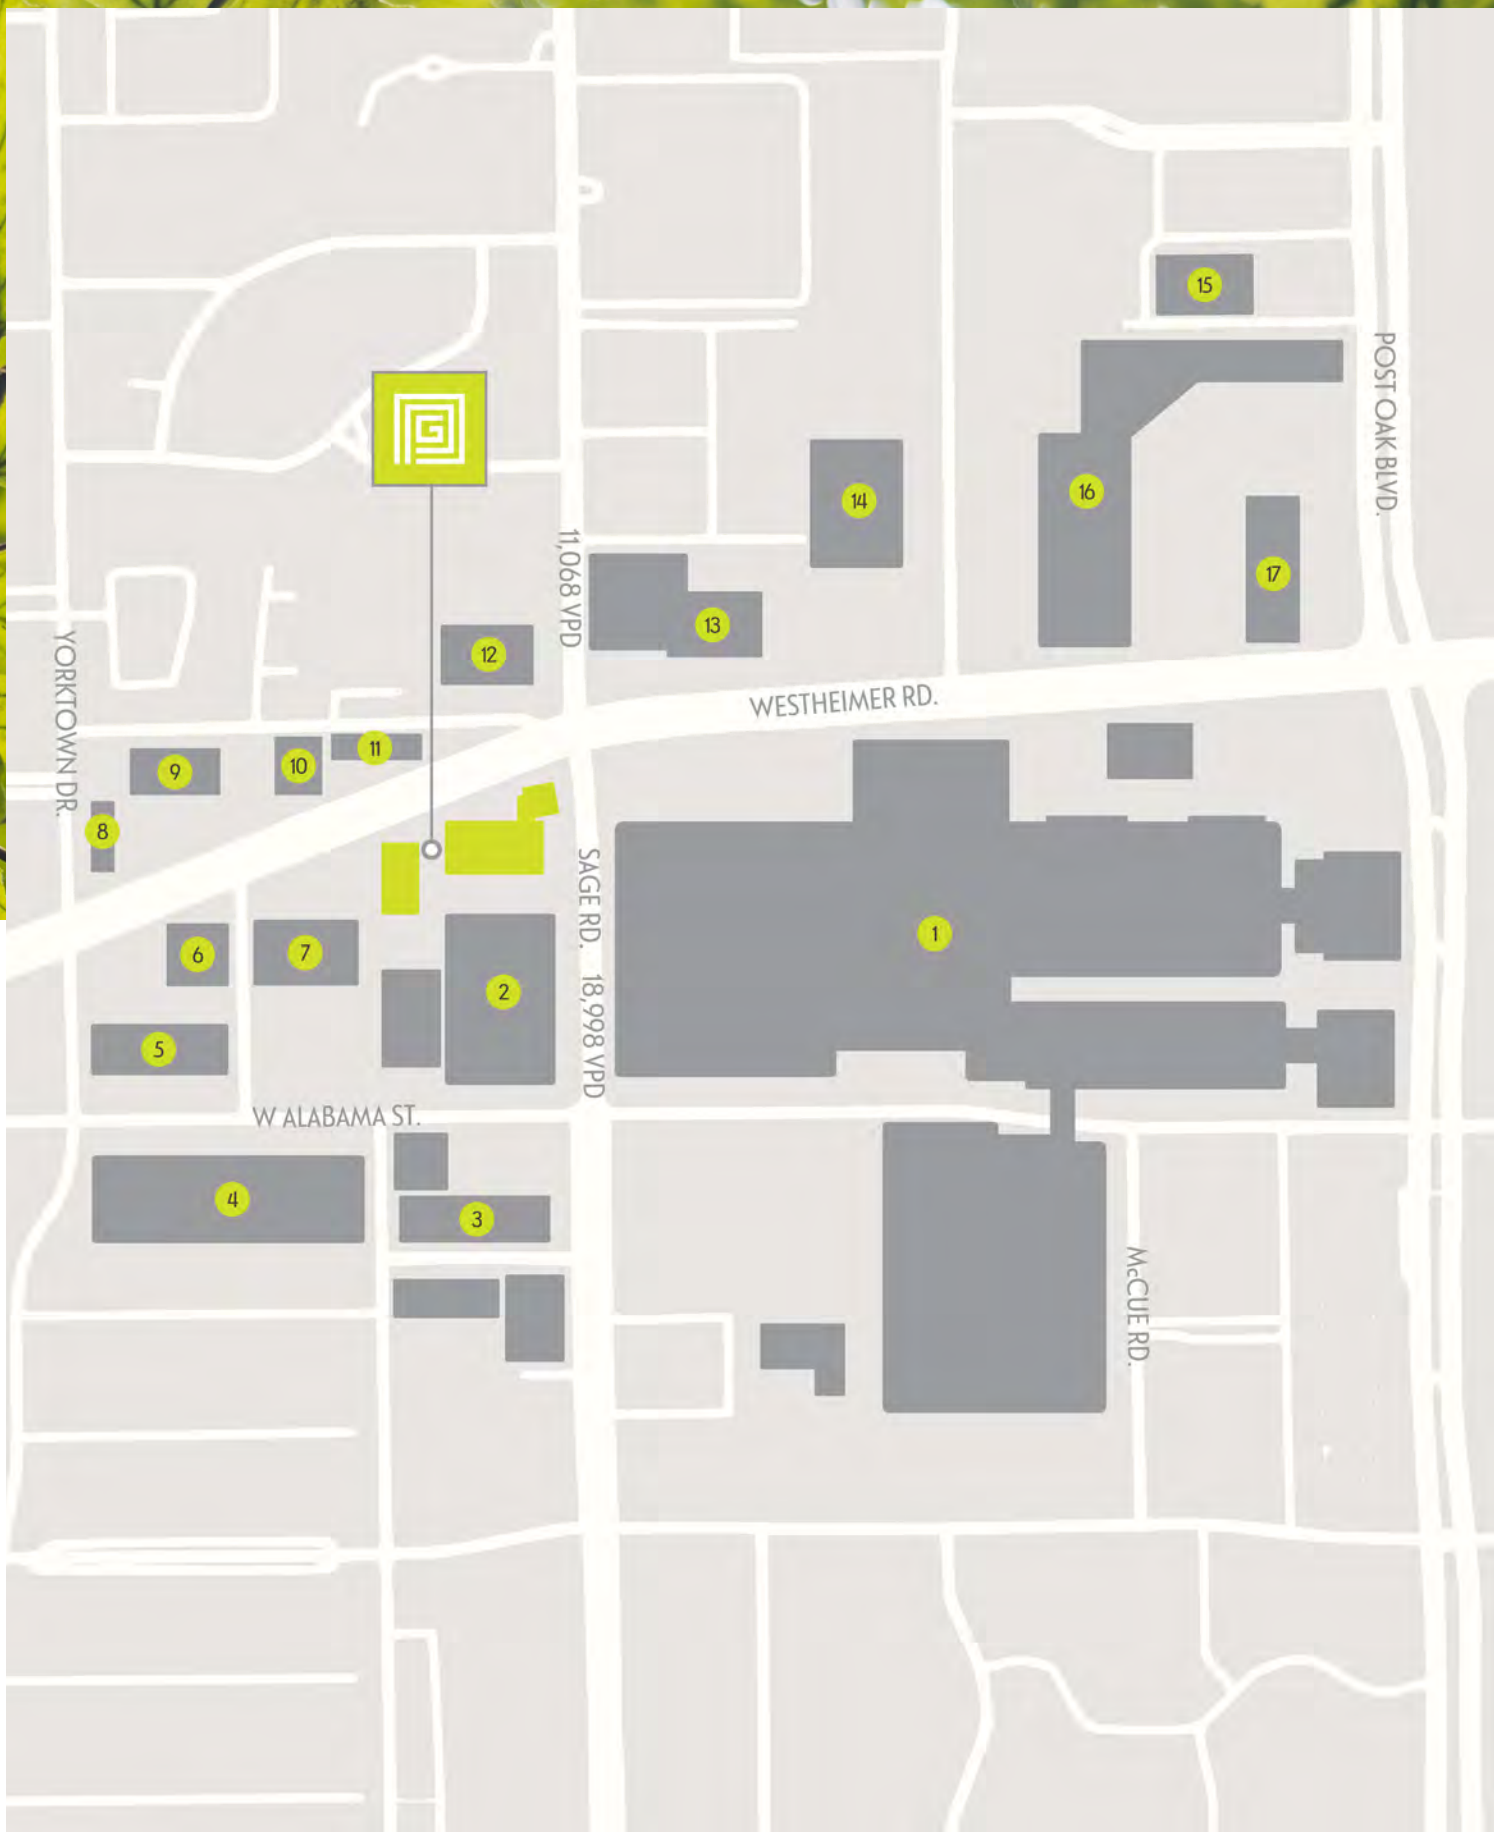 15
POST OAK BLVD.
G
16
14
17
11,068 VPD
13
12
YORKTOWN DR.
WESTHEIMER RD.
11
10
9
8
SAGE RD.
1
7
6
2
18,998 VPD
5
W ALABAMA ST.
4
3
McCUE RD.